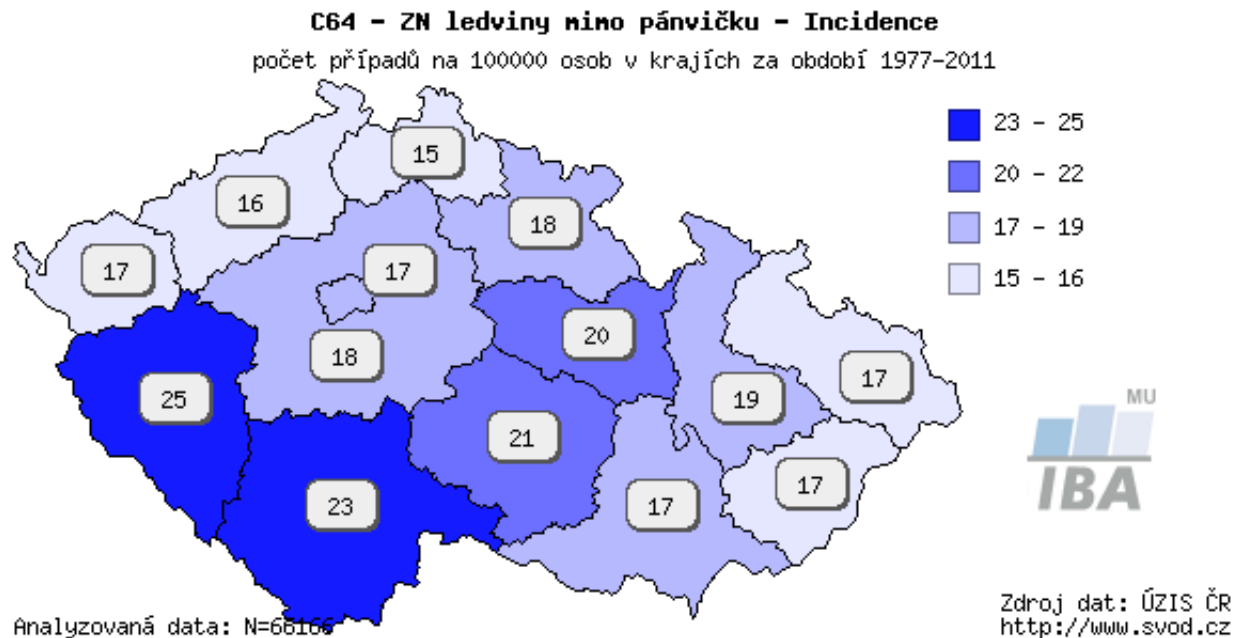 C64 - ZN ledviny mimo pánvičku - Incidence
počet případů na 100000 osob v krajích za období 1977-2011
23 - 25
20 - 22
17 - 19
15 - 16
15
16
18
17
17
20
18
17
25
19
21
17
23
17
MU
IBA
Analyzovaná data: N=66166
Zdroj dat: ÚZIS ČR
http://www.svod.cz